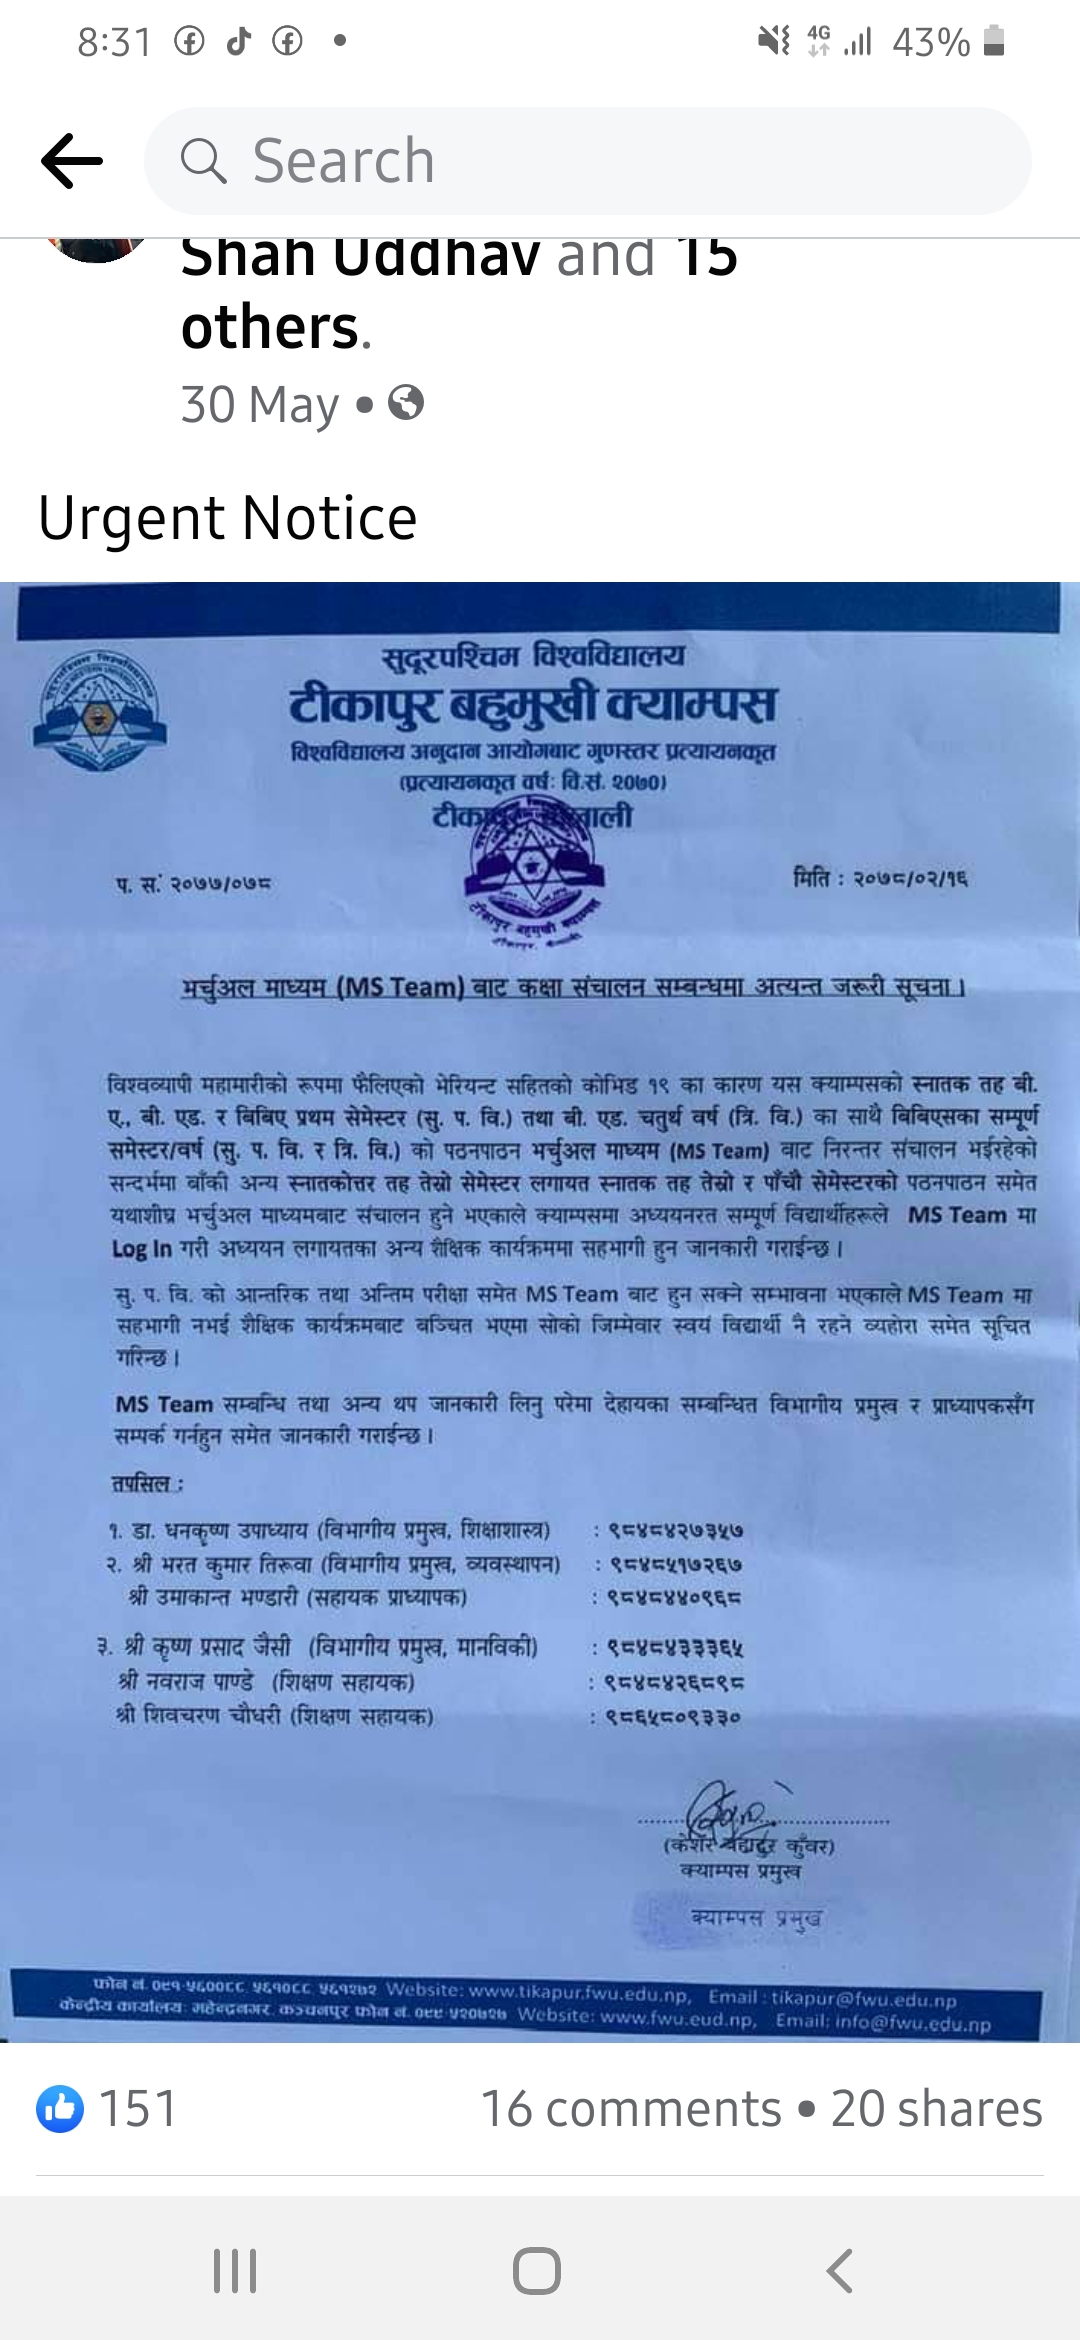 8:31
4G 43%
Search
Shah Uddhav and 15
others.
30 May
Urgent Notice
सुदूरपश्चिम विश्वविद्यालय
टीकापुर बहुमुखी क्याम्पस
विश्वविद्यालय अनुदान आयोगबाट गुणस्तर प्रत्यायनकृत
(प्रत्यायनकृत वर्षः वि.सं. २०७०)
प. सं. २०७७/०७८
मिति : २०७८/०२/१६
टीकापुर बहुमुखी क्याम्पस
भर्चुअल माध्यम (MS Team) बाट कक्षा संचालन सम्बन्धमा अत्यन्त जरूरी सूचना ।
विश्वव्यापी महामारीको रूपमा फैलिएको भेरियन्ट सहितको कोभिड १९ का कारण यस क्याम्पसको स्नातक तह बी.
ए., बी. एड. र बिबिए प्रथम सेमेस्टर (सु. प. वि.) तथा बी. एड. चतुर्थ वर्ष (त्रि. वि.) का साथै बिबिएसका सम्पूर्ण
समेस्टर/वर्ष (सु. प. वि. र त्रि. वि.) को पठनपाठन भर्चुअल माध्यम (MS Team) बाट निरन्तर संचालन भईरहेको
सन्दर्भमा बाँकी अन्य स्नातकोत्तर तह तेस्रो सेमेस्टर लगायत स्नातक तह तेस्रो र पाँचौ सेमेस्टरको पठनपाठन समेत
यथाशीघ्र भर्चुअल माध्यमबाट संचालन हुने भएकाले क्याम्पसमा अध्ययनरत सम्पूर्ण विद्यार्थीहरूले MS Team मा
Log In गरी अध्ययन लगायतका अन्य शैक्षिक कार्यक्रममा सहभागी हुन जानकारी गराईन्छ ।
सु. प. वि. को आन्तरिक तथा अन्तिम परीक्षा समेत MS Team बाट हुन सक्ने सम्भावना भएकाले MS Team मा
सहभागी नभई शैक्षिक कार्यक्रमबाट बञ्चित भएमा सोको जिम्मेवार स्वयं विद्यार्थी नै रहने व्यहोरा समेत सूचित
गरिन्छ ।
MS Team सम्बन्धि तथा अन्य थप जानकारी लिनु परेमा देहायका सम्बन्धित विभागीय प्रमुख र प्राध्यापकसँग
सम्पर्क गर्नहुन समेत जानकारी गराईन्छ ।
तपसिल :
१. डा. धनकृष्ण उपाध्याय (विभागीय प्रमुख, शिक्षाशास्त्र) : ९८४८४२७३५७
२. श्री भरत कुमार तिरूवा (विभागीय प्रमुख, व्यवस्थापन) : ९८४८५१७२६७
श्री उमाकान्त भण्डारी (सहायक प्राध्यापक) : ९८४८४४०९६८
३. श्री कृष्ण प्रसाद जैसी (विभागीय प्रमुख, मानविकी) : ९८४८४३३३६५
श्री नवराज पाण्डे (शिक्षण सहायक) : ९८४८४२६८९८
श्री शिवचरण चौधरी (शिक्षण सहायक) : ९८६५८०९३३०
(केशर बहादुर कुँवर)
क्याम्पस प्रमुख
क्याम्पस प्रमुख
फोन नं. ०९१-५६००८८, ५६१०८८, ५६१२७२ Website: www.tikapur.fwu.edu.np, Email : tikapur@fwu.edu.np
केन्द्रीय कार्यालयः महेन्द्रनगर, कञ्चनपुर फोन नं. ०९९-५२०७२७ Website: www.fwu.eud.np, Email: info@fwu.edu.np
151 16 comments • 20 shares